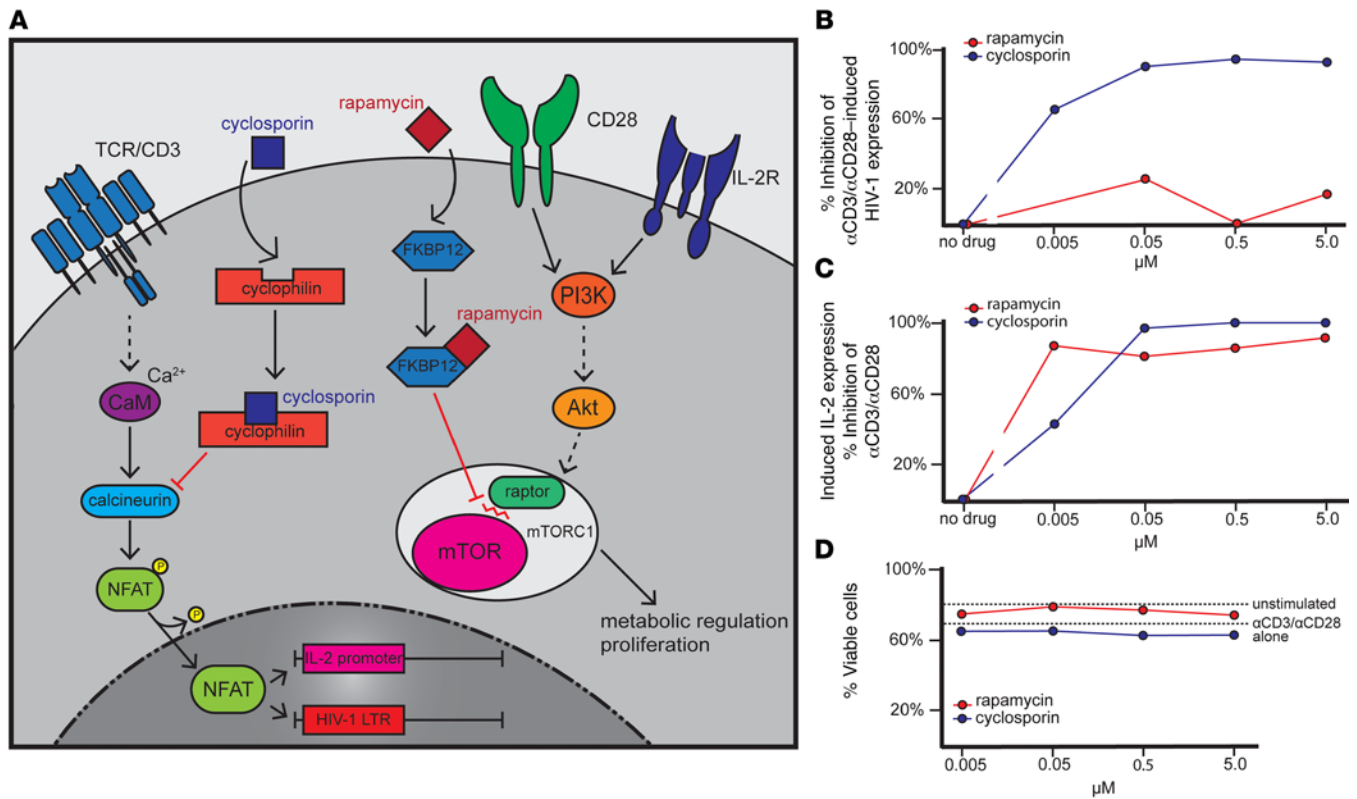 A
TCR/CD3
cyclosporin
rapamycin
CD28
IL-2R
FKBP12
cyclophilin
PI3K
rapamycin
Ca2+
CaM
cyclosporin
cyclophilin
FKBP12
Akt
calcineurin
raptor
mTORC1
mTOR
P
NFAT
P
metabolic regulation
proliferation
NFAT
IL-2 promoter
HIV-1 LTR
B
rapamycin
cyclosporin
% Inhibition of
αCD3/αCD28–induced
HIV-1 expression
100%
60%
20%
no drug
0.005
0.05
0.5
5.0
µM
C
rapamycin
cyclosporin
Induced IL-2 expression
% Inhibition of
αCD3/αCD28
100%
60%
20%
no drug
0.005
0.05
0.5
5.0
µM
D
% Viable cells
100%
60%
20%
unstimulated
αCD3/αCD28
alone
rapamycin
cyclosporin
0.005
0.05
0.5
5.0
µM